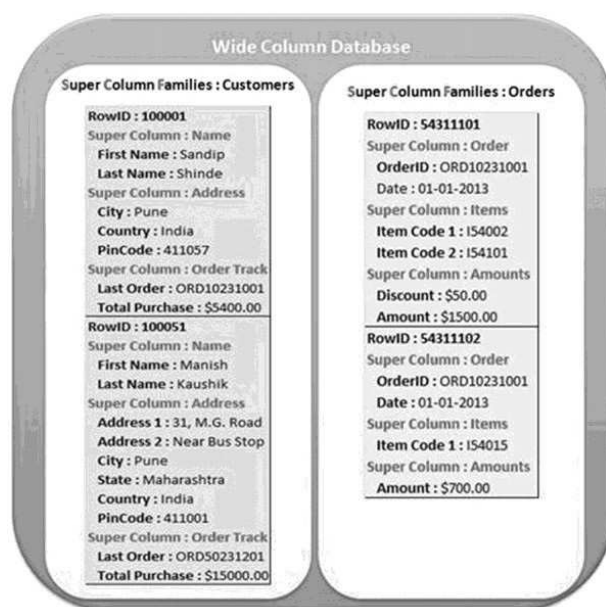 Wide Column Database
Super Column Families : Customers
RowID : 100001
Super Column : Name
First Name : Sandip
Last Name : Shinde
Super Column : Address
City : Pune
Country : India
PinCode : 411057
Super Column : Order Track
Last Order : ORD10231001
Total Purchase : $5400.00
RowID : 100051
Super Column : Name
First Name : Manish
Last Name : Kaushik
Super Column : Address
Address 1 : 31, M.G. Road
Address 2 : Near Bus Stop
City : Pune
State : Maharashtra
Country : India
PinCode : 411001
Super Column : Order Track
Last Order : ORD50231201
Total Purchase : $15000.00
Super Column Families : Orders
RowID : 54311101
Super Column : Order
OrderID : ORD10231001
Date : 01-01-2013
Super Column : Items
Item Code 1 : I54002
Item Code 2 : I54101
Super Column : Amounts
Discount : $50.00
Amount : $1500.00
RowID : 54311102
Super Column : Order
OrderID : ORD10231001
Date : 01-01-2013
Super Column : Items
Item Code 1 : I54015
Super Column : Amounts
Amount : $700.00